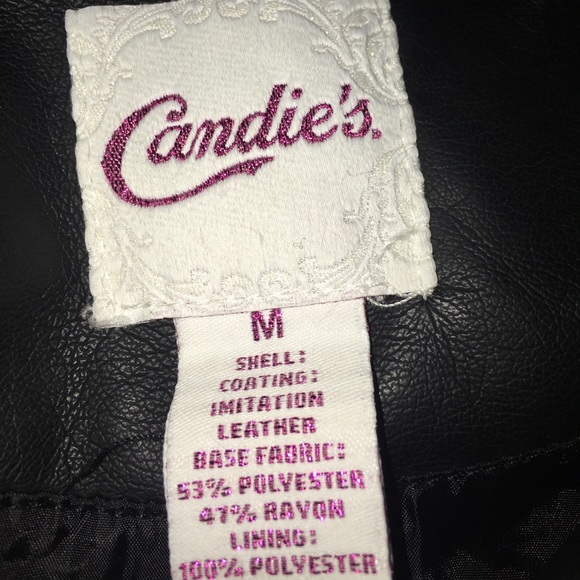 Candie's.
M
SHELL:
COATING:
IMITATION
LEATHER
BASE FABRIC:
53% POLYESTER
47% RAYON
LINING:
100% POLYESTER